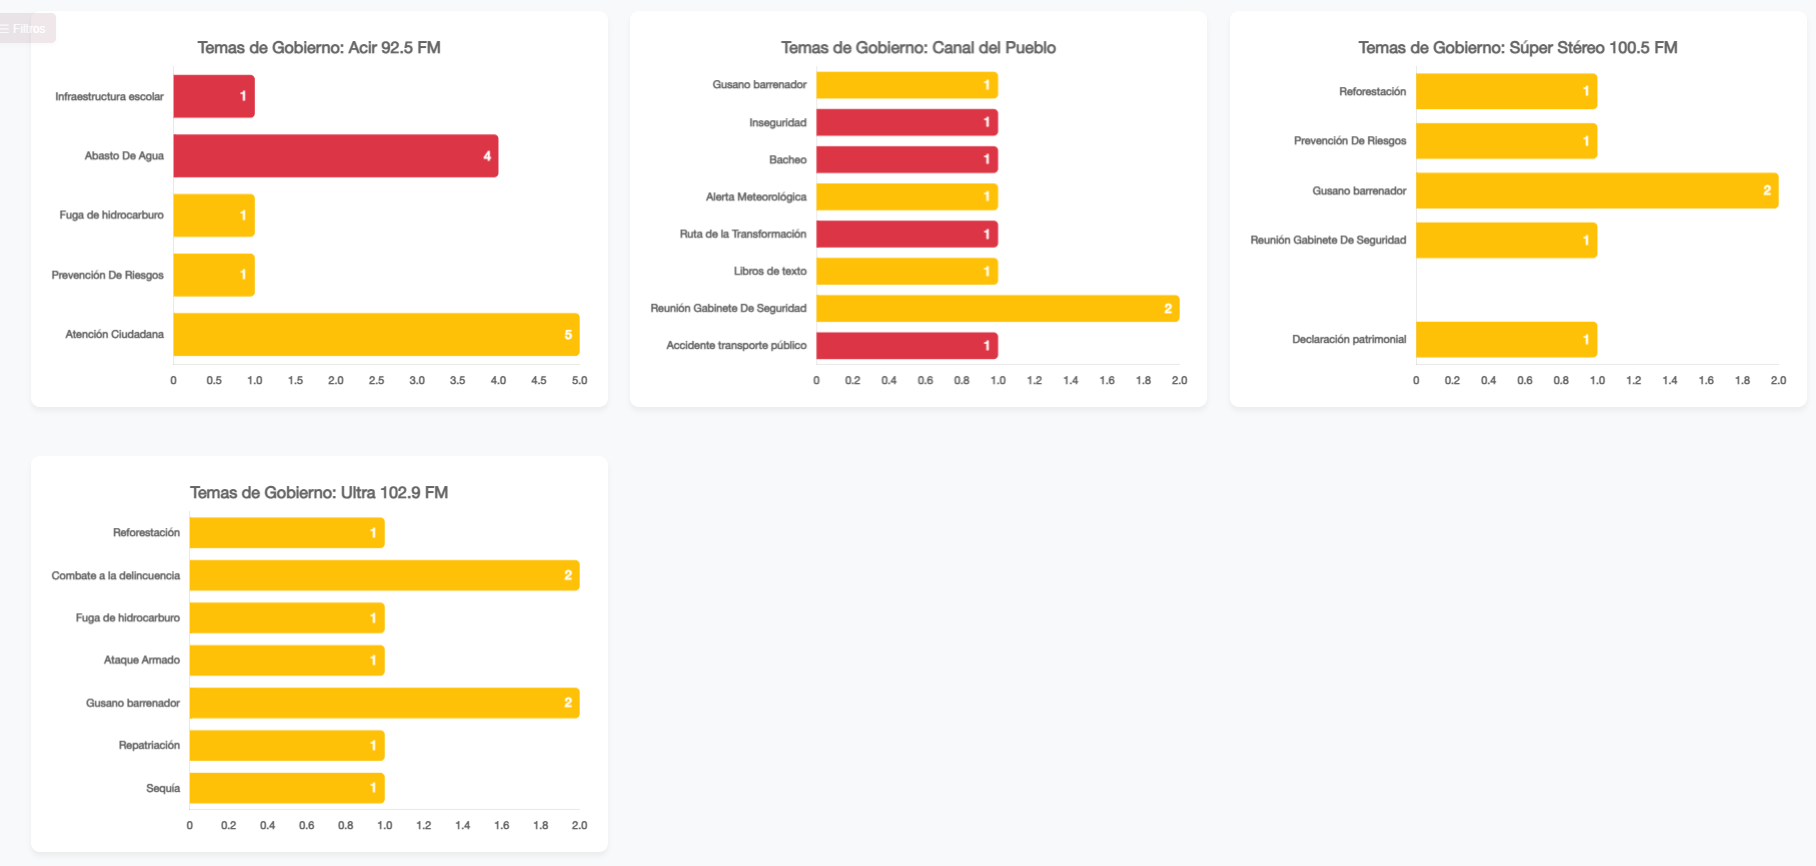 ☰ Filtros
Temas de Gobierno: Acir 92.5 FM
Infraestructura escolar 1
Abasto De Agua 4
Fuga de hidrocarburo 1
Prevención De Riesgos 1
Atención Ciudadana 5
0 0.5 1.0 1.5 2.0 2.5 3.0 3.5 4.0 4.5 5.0
Temas de Gobierno: Canal del Pueblo
Gusano barrenador 1
Inseguridad 1
Bacheo 1
Alerta Meteorológica 1
Ruta de la Transformación 1
Libros de texto 1
Reunión Gabinete De Seguridad 2
Accidente transporte público 1
0 0.2 0.4 0.6 0.8 1.0 1.2 1.4 1.6 1.8 2.0
Temas de Gobierno: Súper Stéreo 100.5 FM
Reforestación 1
Prevención De Riesgos 1
Gusano barrenador 2
Reunión Gabinete De Seguridad 1
Declaración patrimonial 1
0 0.2 0.4 0.6 0.8 1.0 1.2 1.4 1.6 1.8 2.0
Temas de Gobierno: Ultra 102.9 FM
Reforestación 1
Combate a la delincuencia 2
Fuga de hidrocarburo 1
Ataque Armado 1
Gusano barrenador 2
Repatriación 1
Sequía 1
0 0.2 0.4 0.6 0.8 1.0 1.2 1.4 1.6 1.8 2.0